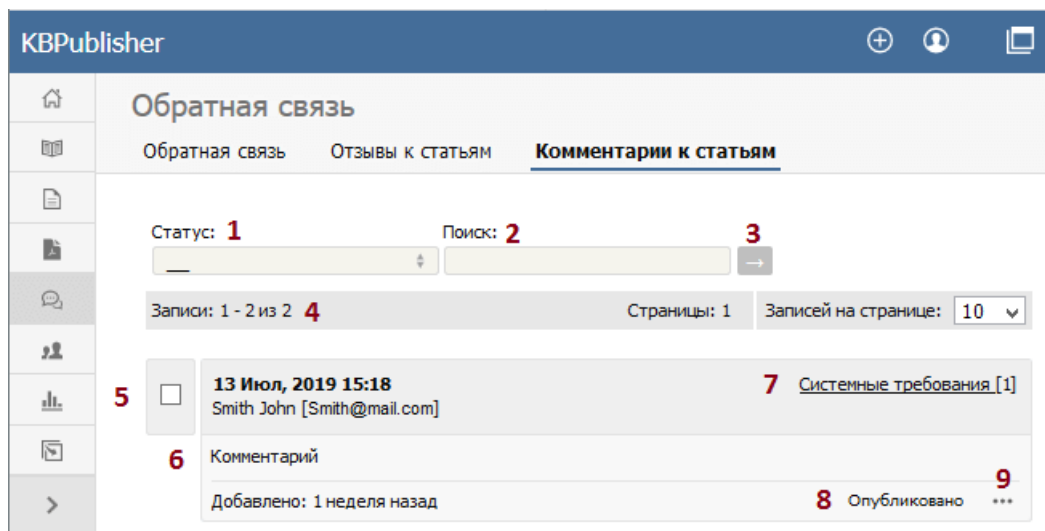 KBPublisher
Обратная связь
Обратная связь Отзывы к статьям Комментарии к статьям
Статус: 1 Поиск: 2 3
__
→
Записи: 1 - 2 из 2 4 Страницы: 1 Записей на странице: 10
5 13 Июл, 2019 15:18 7 Системные требования [1]
Smith John [Smith@mail.com]
6 Комментарий
9
Добавлено: 1 неделя назад 8 Опубликовано ...